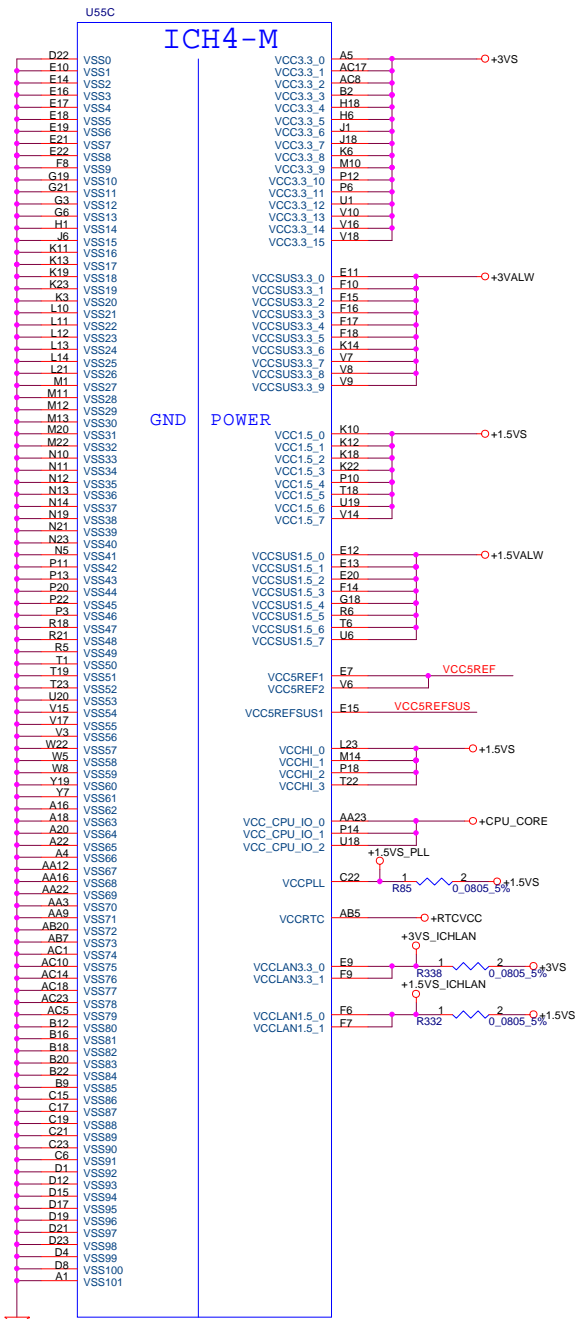 U55C
ICH4-M
D22 VSS0
E10 VSS1
E14 VSS2
E16 VSS3
E17 VSS4
E18 VSS5
E19 VSS6
E21 VSS7
E22 VSS8
F8 VSS9
G19 VSS10
G21 VSS11
G3 VSS12
G6 VSS13
H1 VSS14
J6 VSS15
K11 VSS16
K13 VSS17
K19 VSS18
K23 VSS19
K3 VSS20
L10 VSS21
L11 VSS22
L12 VSS23
L13 VSS24
L14 VSS25
L21 VSS26
M1 VSS27
M11 VSS28
M12 VSS29
M13 VSS30
M20 VSS31
M22 VSS32
N10 VSS33
N11 VSS34
N12 VSS35
N13 VSS36
N14 VSS37
N19 VSS38
N21 VSS39
N23 VSS40
N5 VSS41
P11 VSS42
P13 VSS43
P20 VSS44
P22 VSS45
P3 VSS46
R18 VSS47
R21 VSS48
R5 VSS49
T1 VSS50
T19 VSS51
T23 VSS52
U20 VSS53
V15 VSS54
V17 VSS55
V3 VSS56
W22 VSS57
W5 VSS58
W8 VSS59
Y19 VSS60
Y7 VSS61
A16 VSS62
A18 VSS63
A20 VSS64
A22 VSS65
A4 VSS66
AA12 VSS67
AA16 VSS68
AA22 VSS69
AA3 VSS70
AA9 VSS71
AB20 VSS72
AB7 VSS73
AC1 VSS74
AC10 VSS75
AC14 VSS76
AC18 VSS77
AC23 VSS78
AC5 VSS79
B12 VSS80
B16 VSS81
B18 VSS82
B20 VSS83
B22 VSS84
B9 VSS85
C15 VSS86
C17 VSS87
C19 VSS88
C21 VSS89
C23 VSS90
C6 VSS91
D1 VSS92
D12 VSS93
D15 VSS94
D17 VSS95
D19 VSS96
D21 VSS97
D23 VSS98
D4 VSS99
D8 VSS100
A1 VSS101
GND POWER
VCC3.3_0 A5 +3VS
VCC3.3_1 AC17
VCC3.3_2 AC8
VCC3.3_3 B2
VCC3.3_4 H18
VCC3.3_5 H6
VCC3.3_6 J1
VCC3.3_7 J18
VCC3.3_8 K6
VCC3.3_9 M10
VCC3.3_10 P12
VCC3.3_11 P6
VCC3.3_12 U1
VCC3.3_13 V10
VCC3.3_14 V16
VCC3.3_15 V18
VCCSUS3.3_0 E11 +3VALW
VCCSUS3.3_1 F10
VCCSUS3.3_2 F15
VCCSUS3.3_3 F16
VCCSUS3.3_4 F17
VCCSUS3.3_5 F18
VCCSUS3.3_6 K14
VCCSUS3.3_7 V7
VCCSUS3.3_8 V8
VCCSUS3.3_9 V9
VCC1.5_0 K10 +1.5VS
VCC1.5_1 K12
VCC1.5_2 K18
VCC1.5_3 K22
VCC1.5_4 P10
VCC1.5_5 T18
VCC1.5_6 U19
VCC1.5_7 V14
VCCSUS1.5_0 E12 +1.5VALW
VCCSUS1.5_1 E13
VCCSUS1.5_2 E20
VCCSUS1.5_3 F14
VCCSUS1.5_4 G18
VCCSUS1.5_5 R6
VCCSUS1.5_6 T6
VCCSUS1.5_7 U6
VCC5REF1 E7 VCC5REF
VCC5REF2 V6
VCC5REFSUS1 E15 VCC5REFSUS
VCCHI_0 L23 +1.5VS
VCCHI_1 M14
VCCHI_2 P18
VCCHI_3 T22
VCC_CPU_IO_0 AA23 +CPU_CORE
VCC_CPU_IO_1 P14
VCC_CPU_IO_2 U18
+1.5VS_PLL
VCCPLL C22 1 2 +1.5VS
R85 0_0805_5%
VCCRTC AB5 +RTCVCC
+3VS_ICHLAN
VCCLAN3.3_0 E9 1 2 +3VS
VCCLAN3.3_1 F9 R338 0_0805_5%
+1.5VS_ICHLAN
VCCLAN1.5_0 F6 1 2 +1.5VS
VCCLAN1.5_1 F7 R332 0_0805_5%